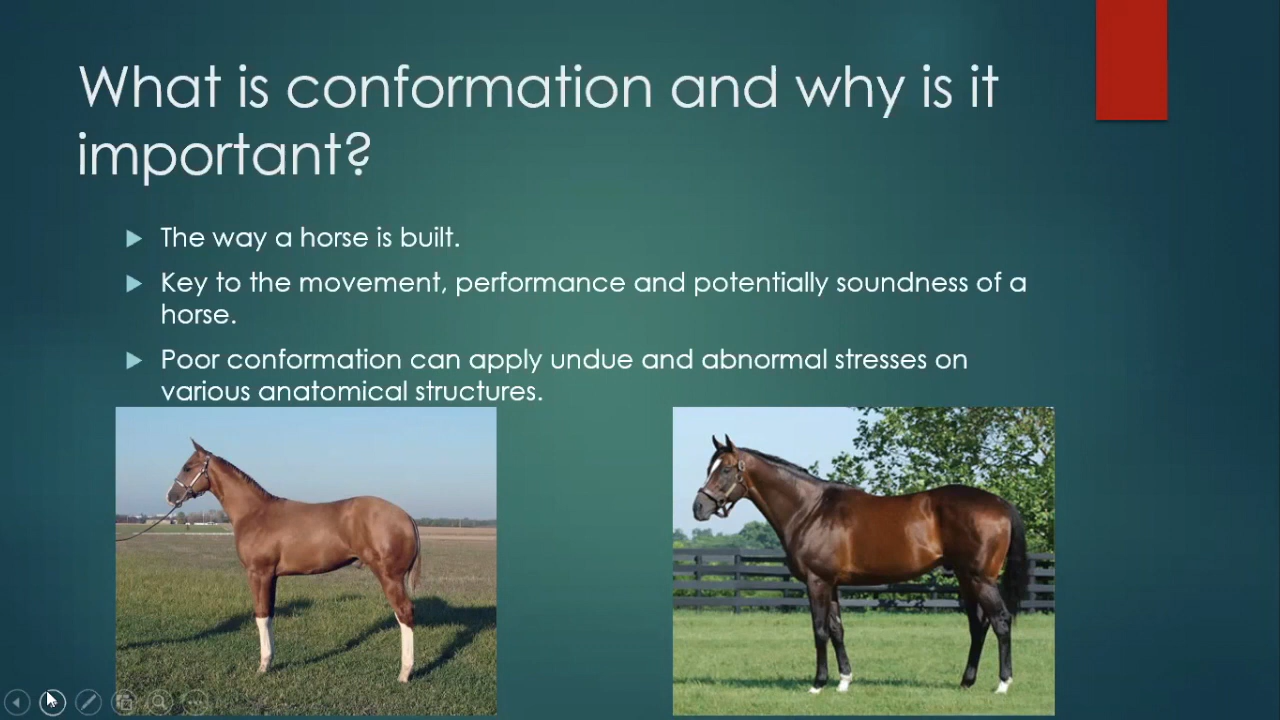 What is conformation and why is it
important?
The way a horse is built.
Key to the movement, performance and potentially soundness of a
horse.
Poor conformation can apply undue and abnormal stresses on
various anatomical structures.